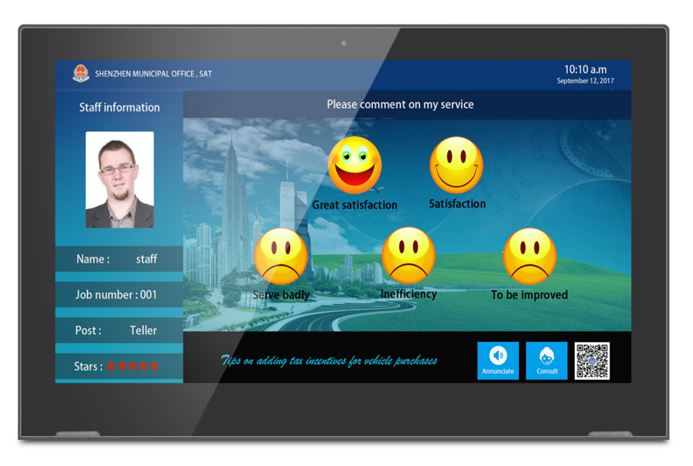 SHENZHEN MUNICIPAL OFFICE , SAT
10:10 a.m
September 12, 2017
Staff information
Please comment on my service
Great satisfaction
Satisfaction
Name : staff
Serve badly
Inefficiency
To be improved
Job number : 001
Post : Teller
Stars :
Tips on adding tax incentives for vehicle purchases
Annunciate
Consult